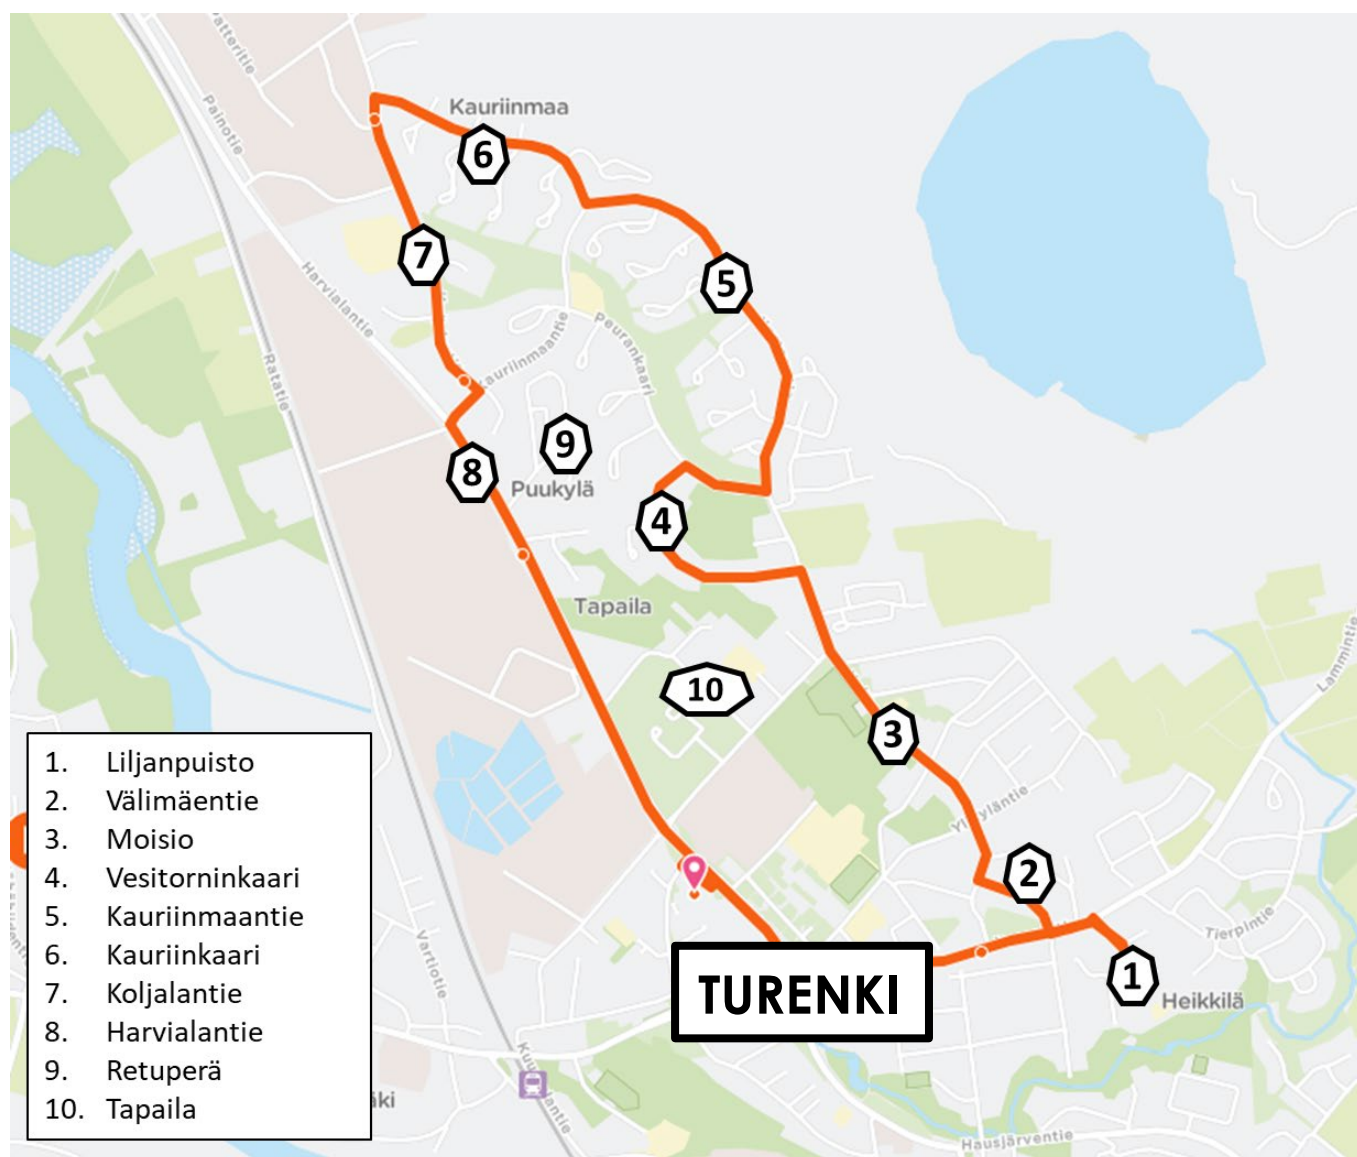 Patteritie
Painotie
Kauriinmaa
6
7
5
Harvialantie
Peurankaari
Kauriinmaantie
Ratatie
9
8
Puukylä
4
Tapaila
Lammintie
10
3
1. Liljanpuisto
2. Välimäentie
3. Moisio
4. Vesitorninkaari
5. Kauriinmaantie
6. Kauriinkaari
7. Koljalantie
8. Harvialantie
9. Retuperä
10. Tapaila
2
Vartiotie
Tierpintie
TURENKI
1
Heikkilä
Hausjärventie